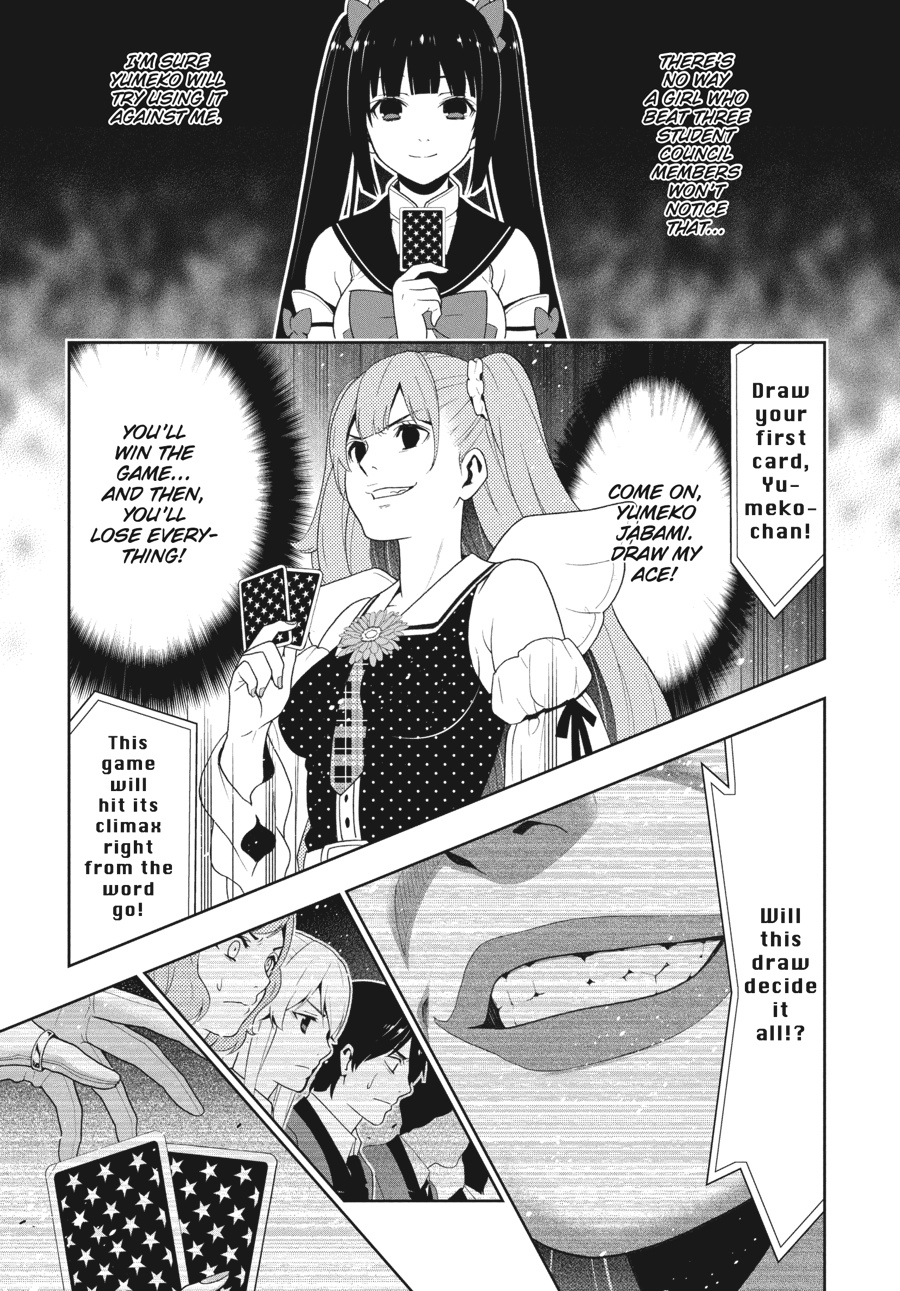 THERE'S
NO WAY
A GIRL WHO
BEAT THREE
STUDENT
COUNCIL
MEMBERS
WON'T
NOTICE
THAT...
I'M SURE
YUMEKO WILL
TRY USING IT
AGAINST ME.
Draw
your
first
card,
Yu-
meko-
chan!
COME ON,
YUMEKO
JABAMI.
DRAW MY
ACE!
YOU'LL
WIN THE
GAME...
AND THEN,
YOU'LL
LOSE EVERY-
THING!
This
game
will
hit its
climax
right
from the
word
go!
Will
this
draw
decide
it
all!?